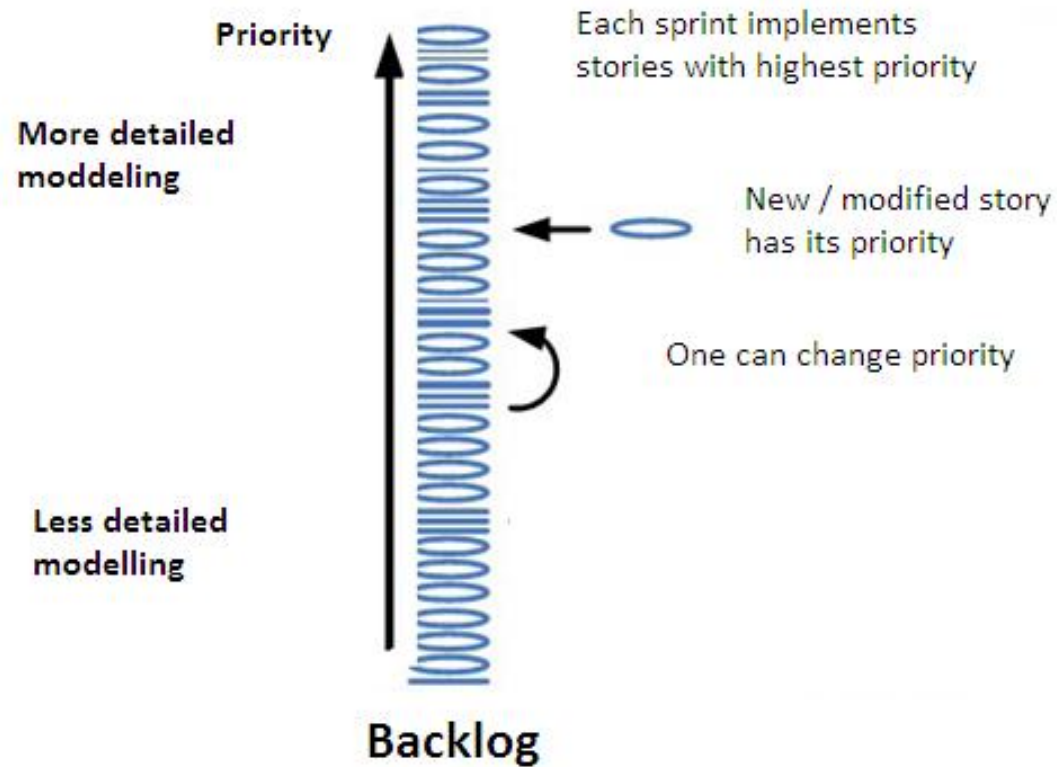 Priority
Each sprint implements
stories with highest priority
More detailed
moddeling
New / modified story
has its priority
One can change priority
Less detailed
modelling
Backlog